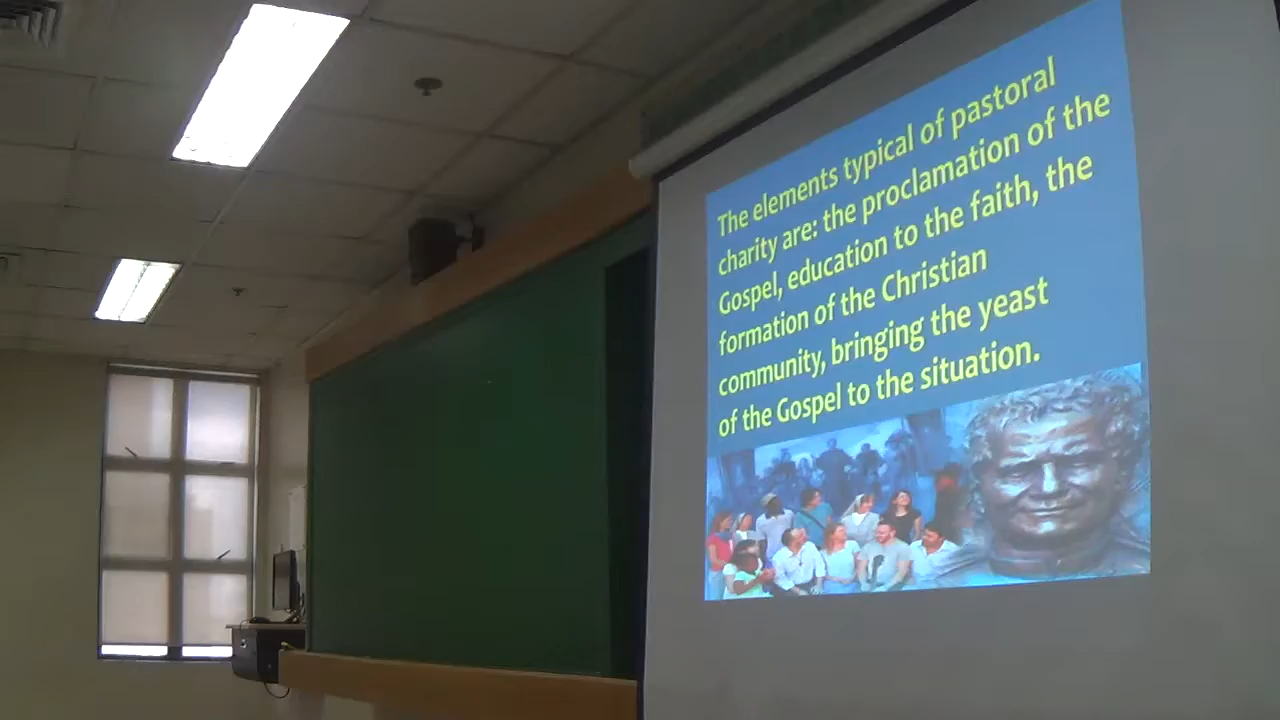 The elements typical of pastoral
charity are: the proclamation of the
Gospel, education to the faith, the
formation of the Christian
community, bringing the yeast
of the Gospel to the situation.